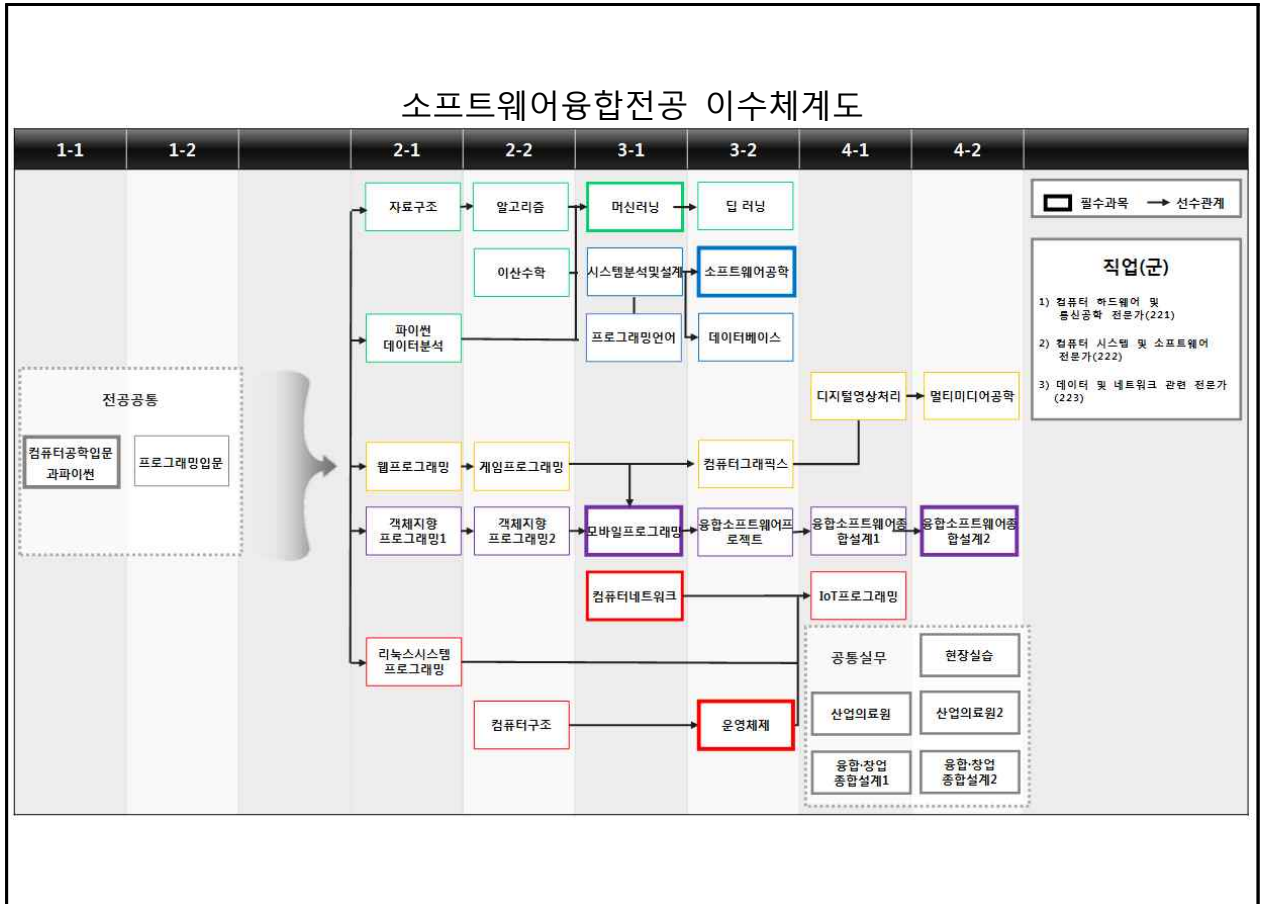 소프트웨어융합전공 이수체계도
1-1
1-2
2-1
2-2
3-1
3-2
4-1
4-2
자료구조
알고리즘
머신러닝
딥 러닝
필수과목
선수관계
이산수학
시스템분석및설계
소프트웨어공학
직업(군)
1) 컴퓨터 하드웨어 및
통신공학 전문가(221)
2) 컴퓨터 시스템 및 소프트웨어
전문가(222)
3) 데이터 및 네트워크 관련 전문가
(223)
파이썬
데이터분석
프로그래밍언어
데이터베이스
전공공통
컴퓨터공학입문
과파이썬
프로그래밍입문
디지털영상처리
멀티미디어공학
웹프로그래밍
게임프로그래밍
컴퓨터그래픽스
객체지향
프로그래밍1
객체지향
프로그래밍2
모바일프로그래밍
융합소프트웨어프
로젝트
융합소프트웨어종
합설계1
융합소프트웨어종
합설계2
컴퓨터네트워크
IoT프로그래밍
리눅스시스템
프로그래밍
공통실무
현장실습
컴퓨터구조
운영체제
산업의료원
산업의료원2
융합·창업
종합설계1
융합·창업
종합설계2